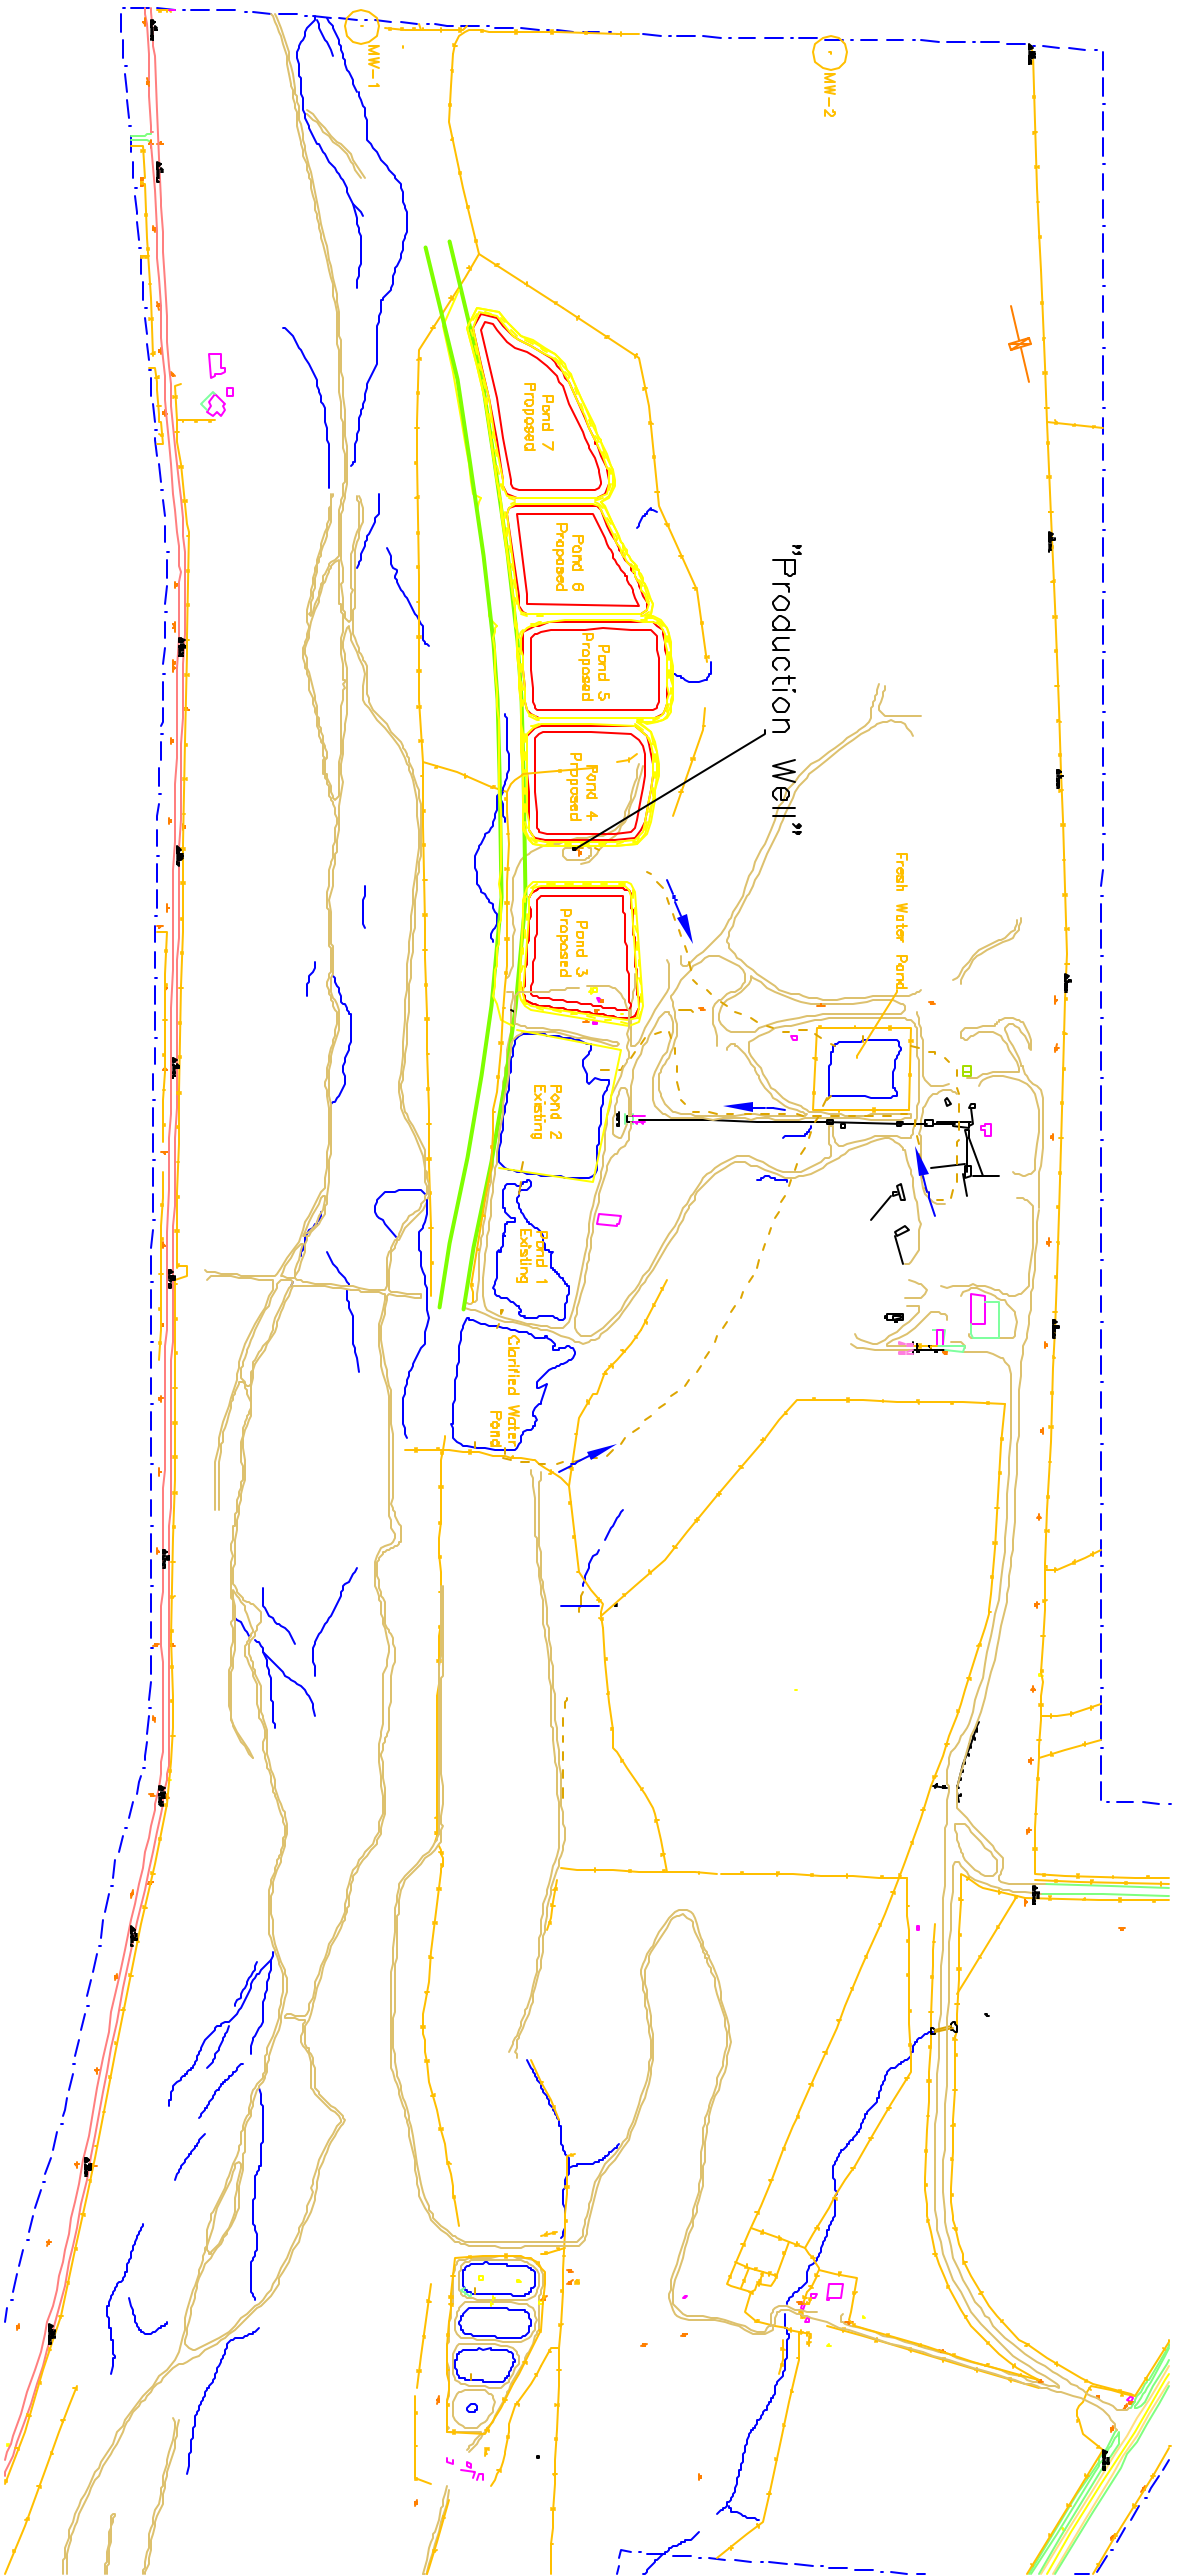 MW-1
MW-2
Pond 7
Proposed
Pond 6
Proposed
Pond 5
Proposed
"Production Well"
Pond 4
Proposed
Fresh Water Pond
Pond 3
Proposed
Pond 2
Existing
Pond 1
Existing
Clarified Water
Pond